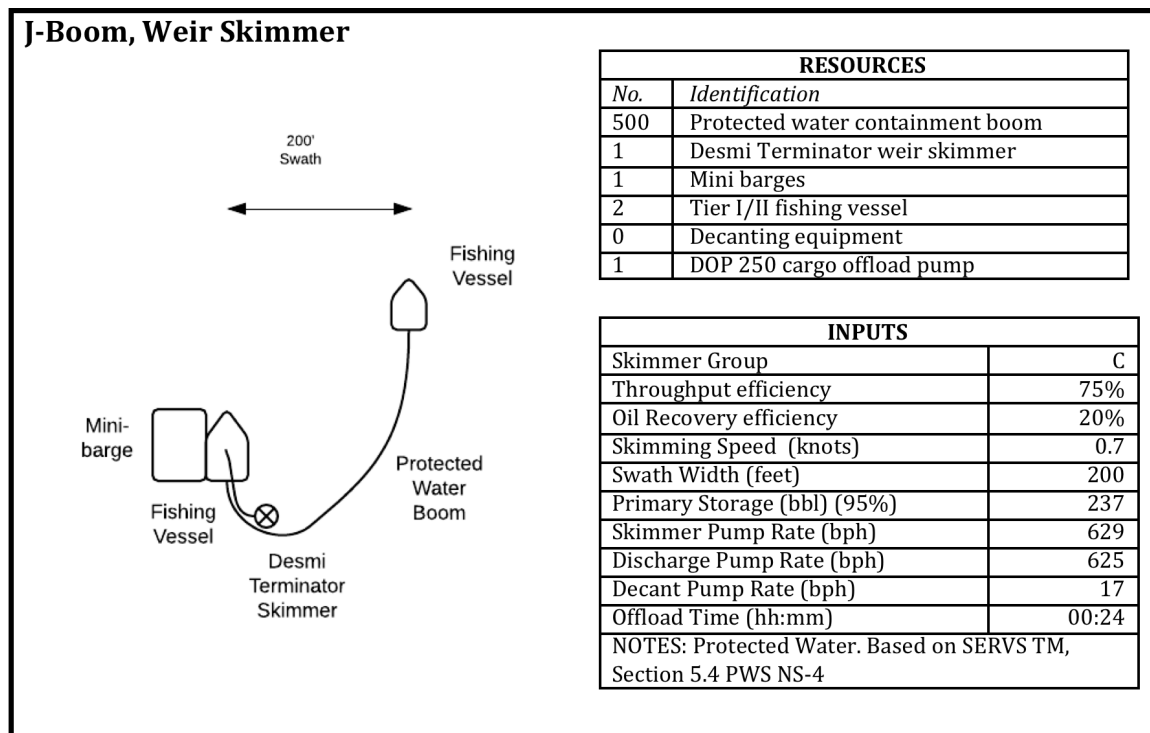 J-Boom, Weir Skimmer
200'
Swath
Fishing
Vessel
Mini-
barge
Fishing
Vessel
Protected
Water
Boom
Desmi
Terminator
Skimmer
RESOURCES
No. Identification
500 Protected water containment boom
1 Desmi Terminator weir skimmer
1 Mini barges
2 Tier I/II fishing vessel
0 Decanting equipment
1 DOP 250 cargo offload pump
INPUTS
Skimmer Group C
Throughput efficiency 75%
Oil Recovery efficiency 20%
Skimming Speed (knots) 0.7
Swath Width (feet) 200
Primary Storage (bbl) (95%) 237
Skimmer Pump Rate (bph) 629
Discharge Pump Rate (bph) 625
Decant Pump Rate (bph) 17
Offload Time (hh:mm) 00:24
NOTES: Protected Water. Based on SERVS TM,
Section 5.4 PWS NS-4